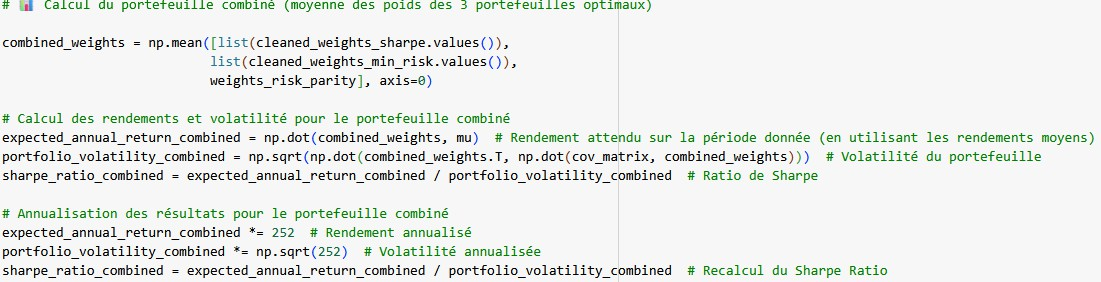 # 📊 Calcul du portefeuille combiné (moyenne des poids des 3 portefeuilles optimaux)
combined_weights = np.mean([list(cleaned_weights_sharpe.values()),
list(cleaned_weights_min_risk.values()),
weights_risk_parity], axis=0)
# Calcul des rendements et volatilité pour le portefeuille combiné
expected_annual_return_combined = np.dot(combined_weights, mu)  # Rendement attendu sur la période donnée (en utilisant les rendements moyens)
portfolio_volatility_combined = np.sqrt(np.dot(combined_weights.T, np.dot(cov_matrix, combined_weights)))  # Volatilité du portefeuille
sharpe_ratio_combined = expected_annual_return_combined / portfolio_volatility_combined  # Ratio de Sharpe
# Annualisation des résultats pour le portefeuille combiné
expected_annual_return_combined *= 252  # Rendement annualisé
portfolio_volatility_combined *= np.sqrt(252)  # Volatilité annualisée
sharpe_ratio_combined = expected_annual_return_combined / portfolio_volatility_combined  # Recalcul du Sharpe Ratio